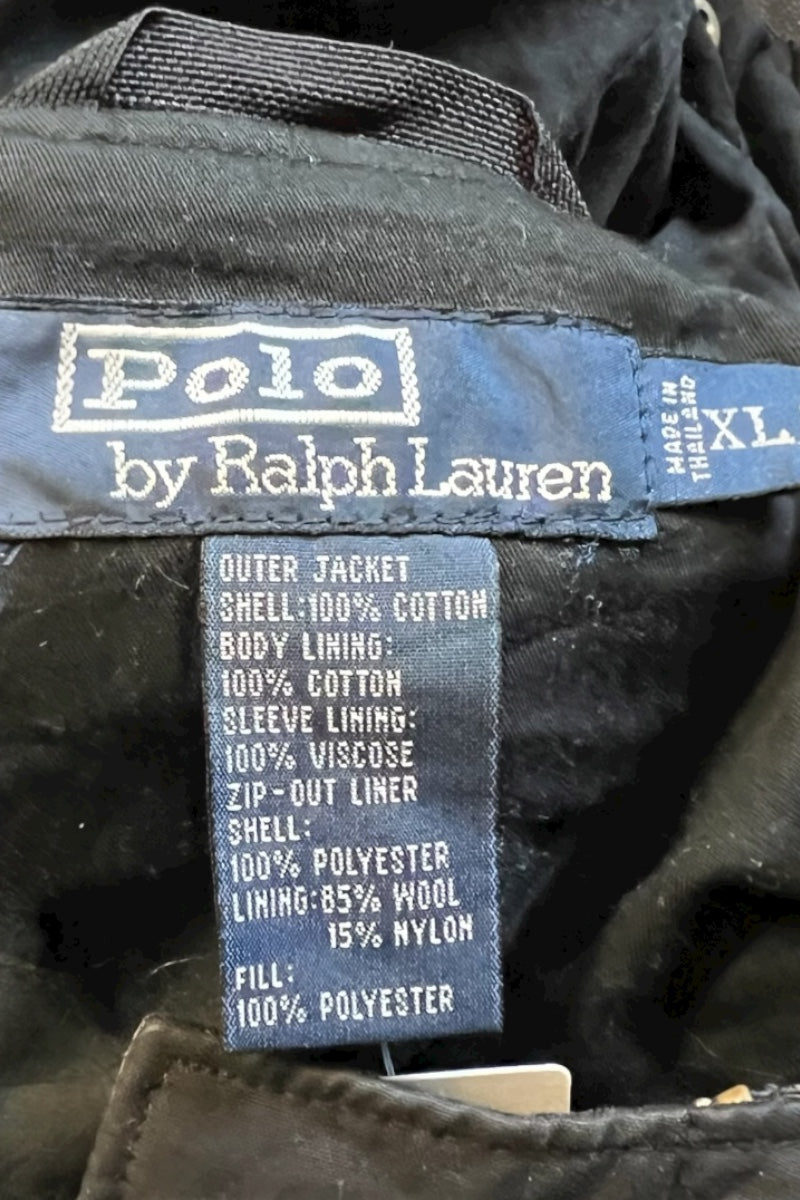 Polo
by Ralph Lauren
MADE IN
THAILAND
XL
OUTER JACKET
SHELL:100% COTTON
BODY LINING:
100% COTTON
SLEEVE LINING:
100% VISCOSE
ZIP-OUT LINER
SHELL:
100% POLYESTER
LINING:85% WOOL
15% NYLON
FILL:
100% POLYESTER